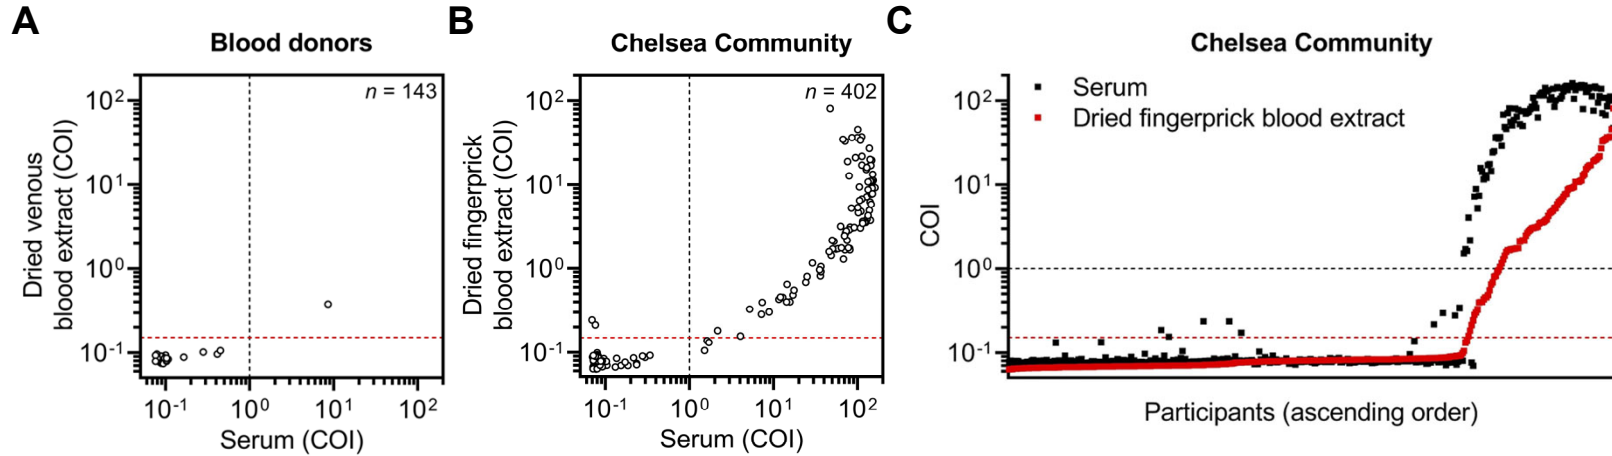 A
Blood donors
n = 143
10²
10¹
10⁰
10⁻¹
Dried venous
blood extract (COI)
10⁻¹ 10⁰ 10¹ 10²
Serum (COI)
B
Chelsea Community
n = 402
10²
10¹
10⁰
10⁻¹
Dried fingerprick
blood extract (COI)
10⁻¹ 10⁰ 10¹ 10²
Serum (COI)
C
Chelsea Community
Serum
Dried fingerprick blood extract
10²
10¹
10⁰
10⁻¹
COI
Participants (ascending order)